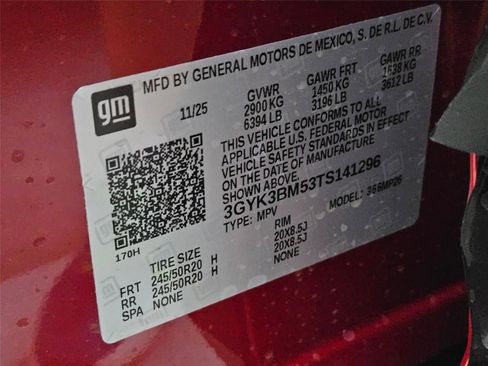 MFD BY GENERAL MOTORS DE MEXICO, S. DE R.L. DE C.V.
gm
11/25 GVWR GAWR FRT GAWR RR
2900 KG 1450 KG 1638 KG
6394 LB 3196 LB 3612 LB
THIS VEHICLE CONFORMS TO ALL
APPLICABLE U.S. FEDERAL MOTOR
VEHICLE SAFETY STANDARDS IN EFFECT
ON THE DATE OF MANUFACTURE
SHOWN ABOVE.
3GYK3BM53TS141296
TYPE: MPV MODEL: 366MP26
170H
TIRE SIZE RIM
FRT 245/50R20 H 20X8.5J
RR 245/50R20 H 20X8.5J
SPA NONE NONE